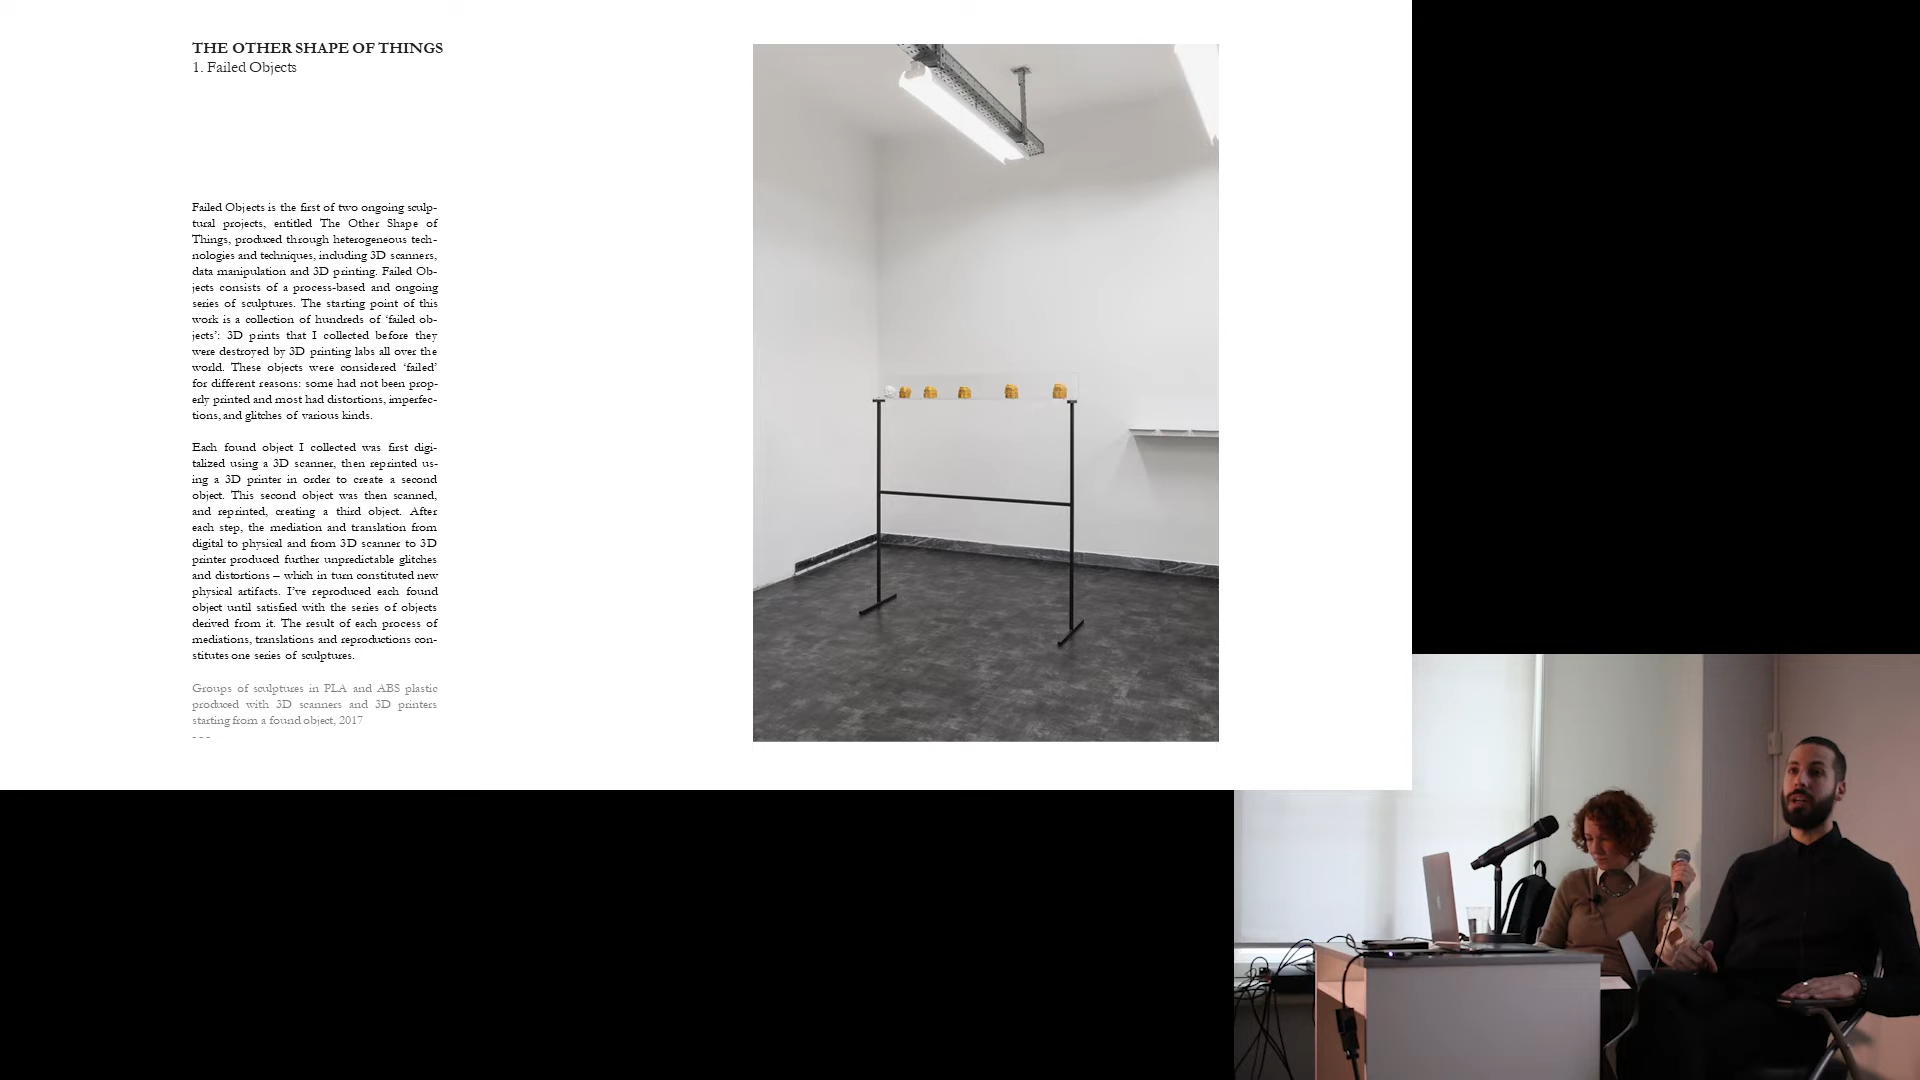 THE OTHER SHAPE OF THINGS
1. Failed Objects
Failed Objects is the first of two ongoing sculp-
tural projects, entitled The Other Shape of
Things, produced through heterogeneous tech-
nologies and techniques, including 3D scanners,
data manipulation and 3D printing. Failed Ob-
jects consists of a process-based and ongoing
series of sculptures. The starting point of this
work is a collection of hundreds of ‘failed ob-
jects’: 3D prints that I collected before they
were destroyed by 3D printing labs all over the
world. These objects were considered ‘failed’
for different reasons: some had not been prop-
erly printed and most had distortions, imperfec-
tions, and glitches of various kinds.
Each found object I collected was first digi-
talized using a 3D scanner, then reprinted us-
ing a 3D printer in order to create a second
object. This second object was then scanned,
and reprinted, creating a third object. After
each step, the mediation and translation from
digital to physical and from 3D scanner to 3D
printer produced further unpredictable glitches
and distortions – which in turn constituted new
physical artifacts. I’ve reproduced each found
object until satisfied with the series of objects
derived from it. The result of each process of
mediations, translations and reproductions con-
stitutes one series of sculptures.
Groups of sculptures in PLA and ABS plastic
produced with 3D scanners and 3D printers
starting from a found object, 2017
- - -